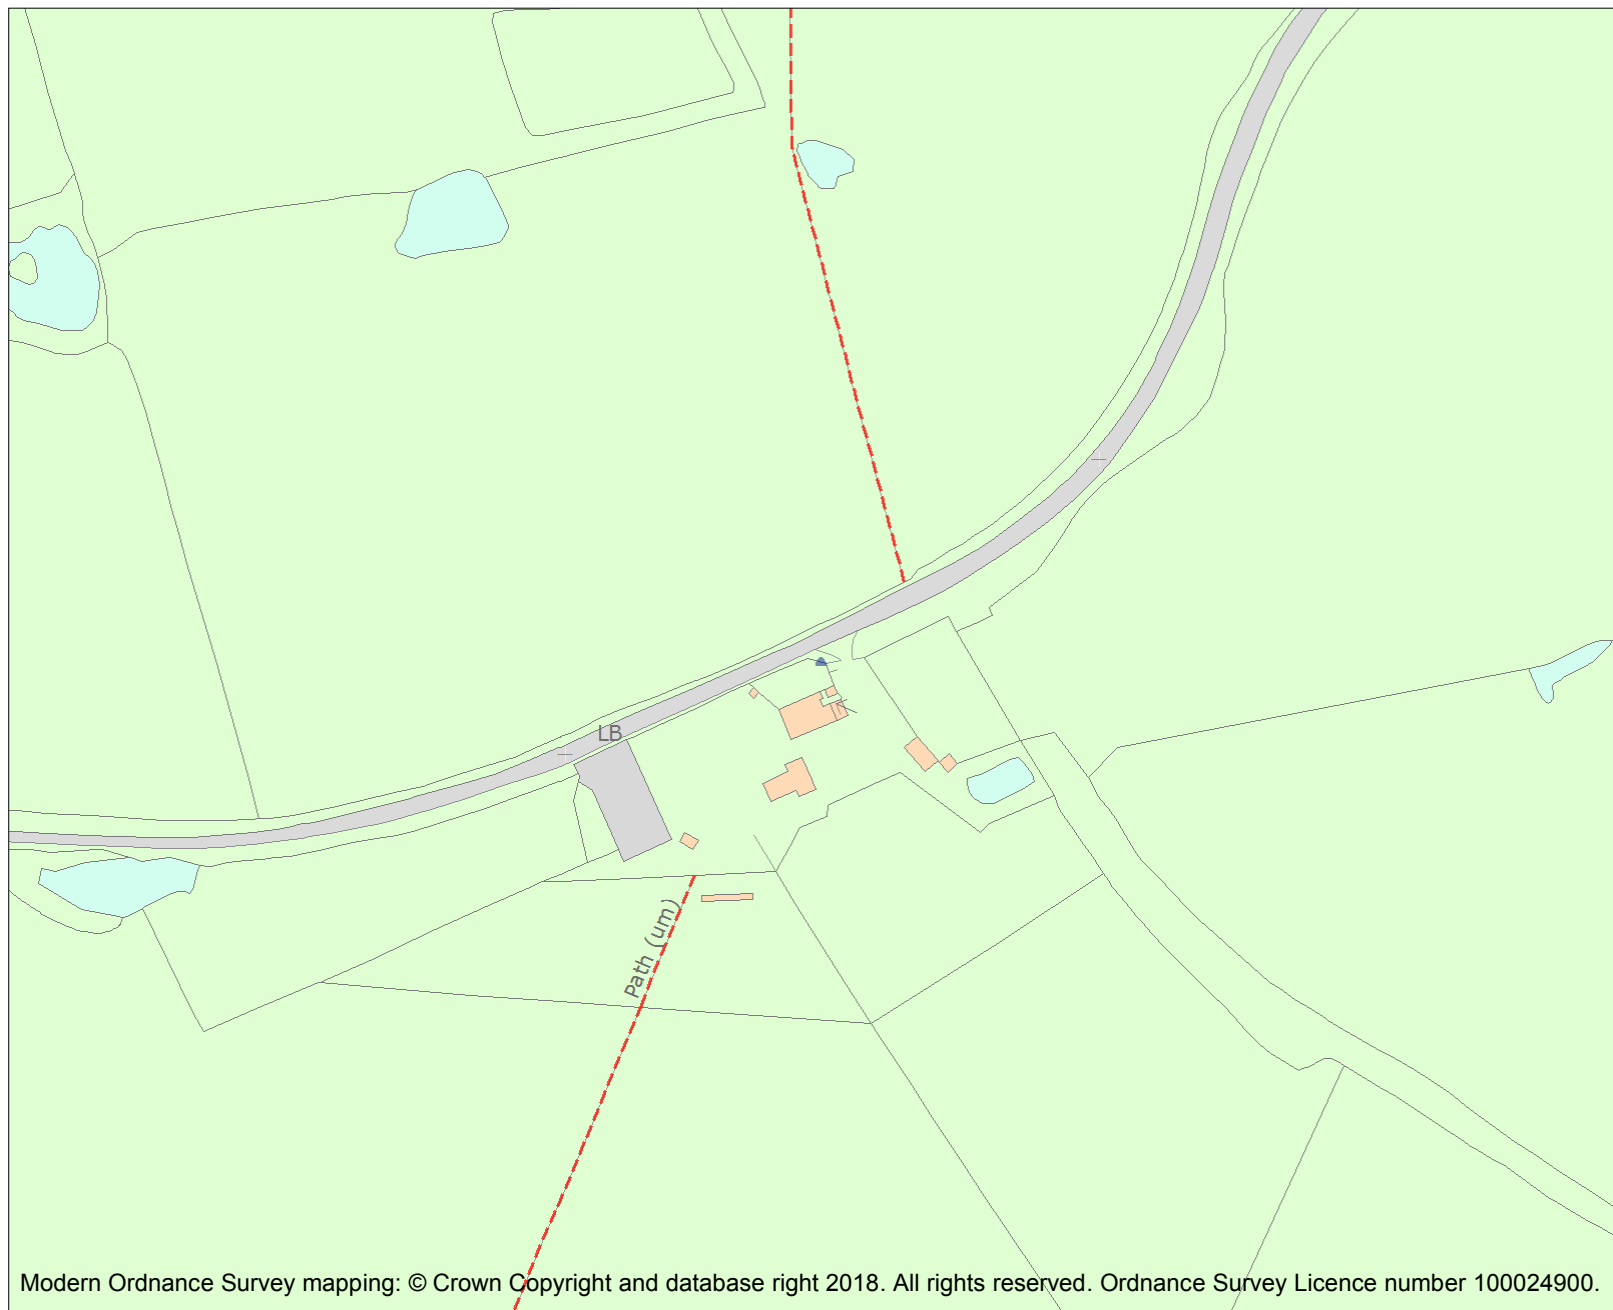 LB
Path (um)
Modern Ordnance Survey mapping: © Crown Copyright and database right 2018. All rights reserved. Ordnance Survey Licence number 100024900.